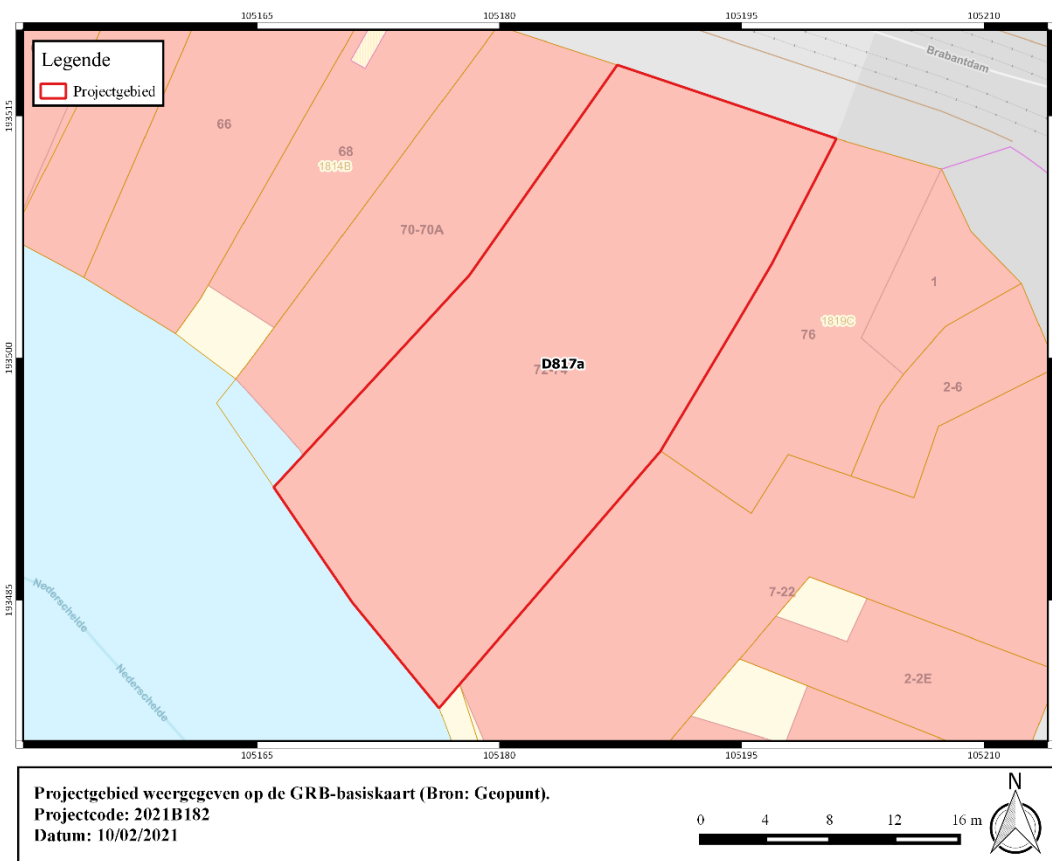 105165 105180 105195 105210
Legende
Projectgebied
Brabantdam
193515
66
68
1814B
70-70A
1
76
1819C
193500
D817a
2-6
193485
Nederschelde
Nederschelde
7-22
2-2E
105165 105180 105195 105210
Projectgebied weergegeven op de GRB-basiskaart (Bron: Geopunt).
Projectcode: 2021B182
Datum: 10/02/2021
0 4 8 12 16 m
N